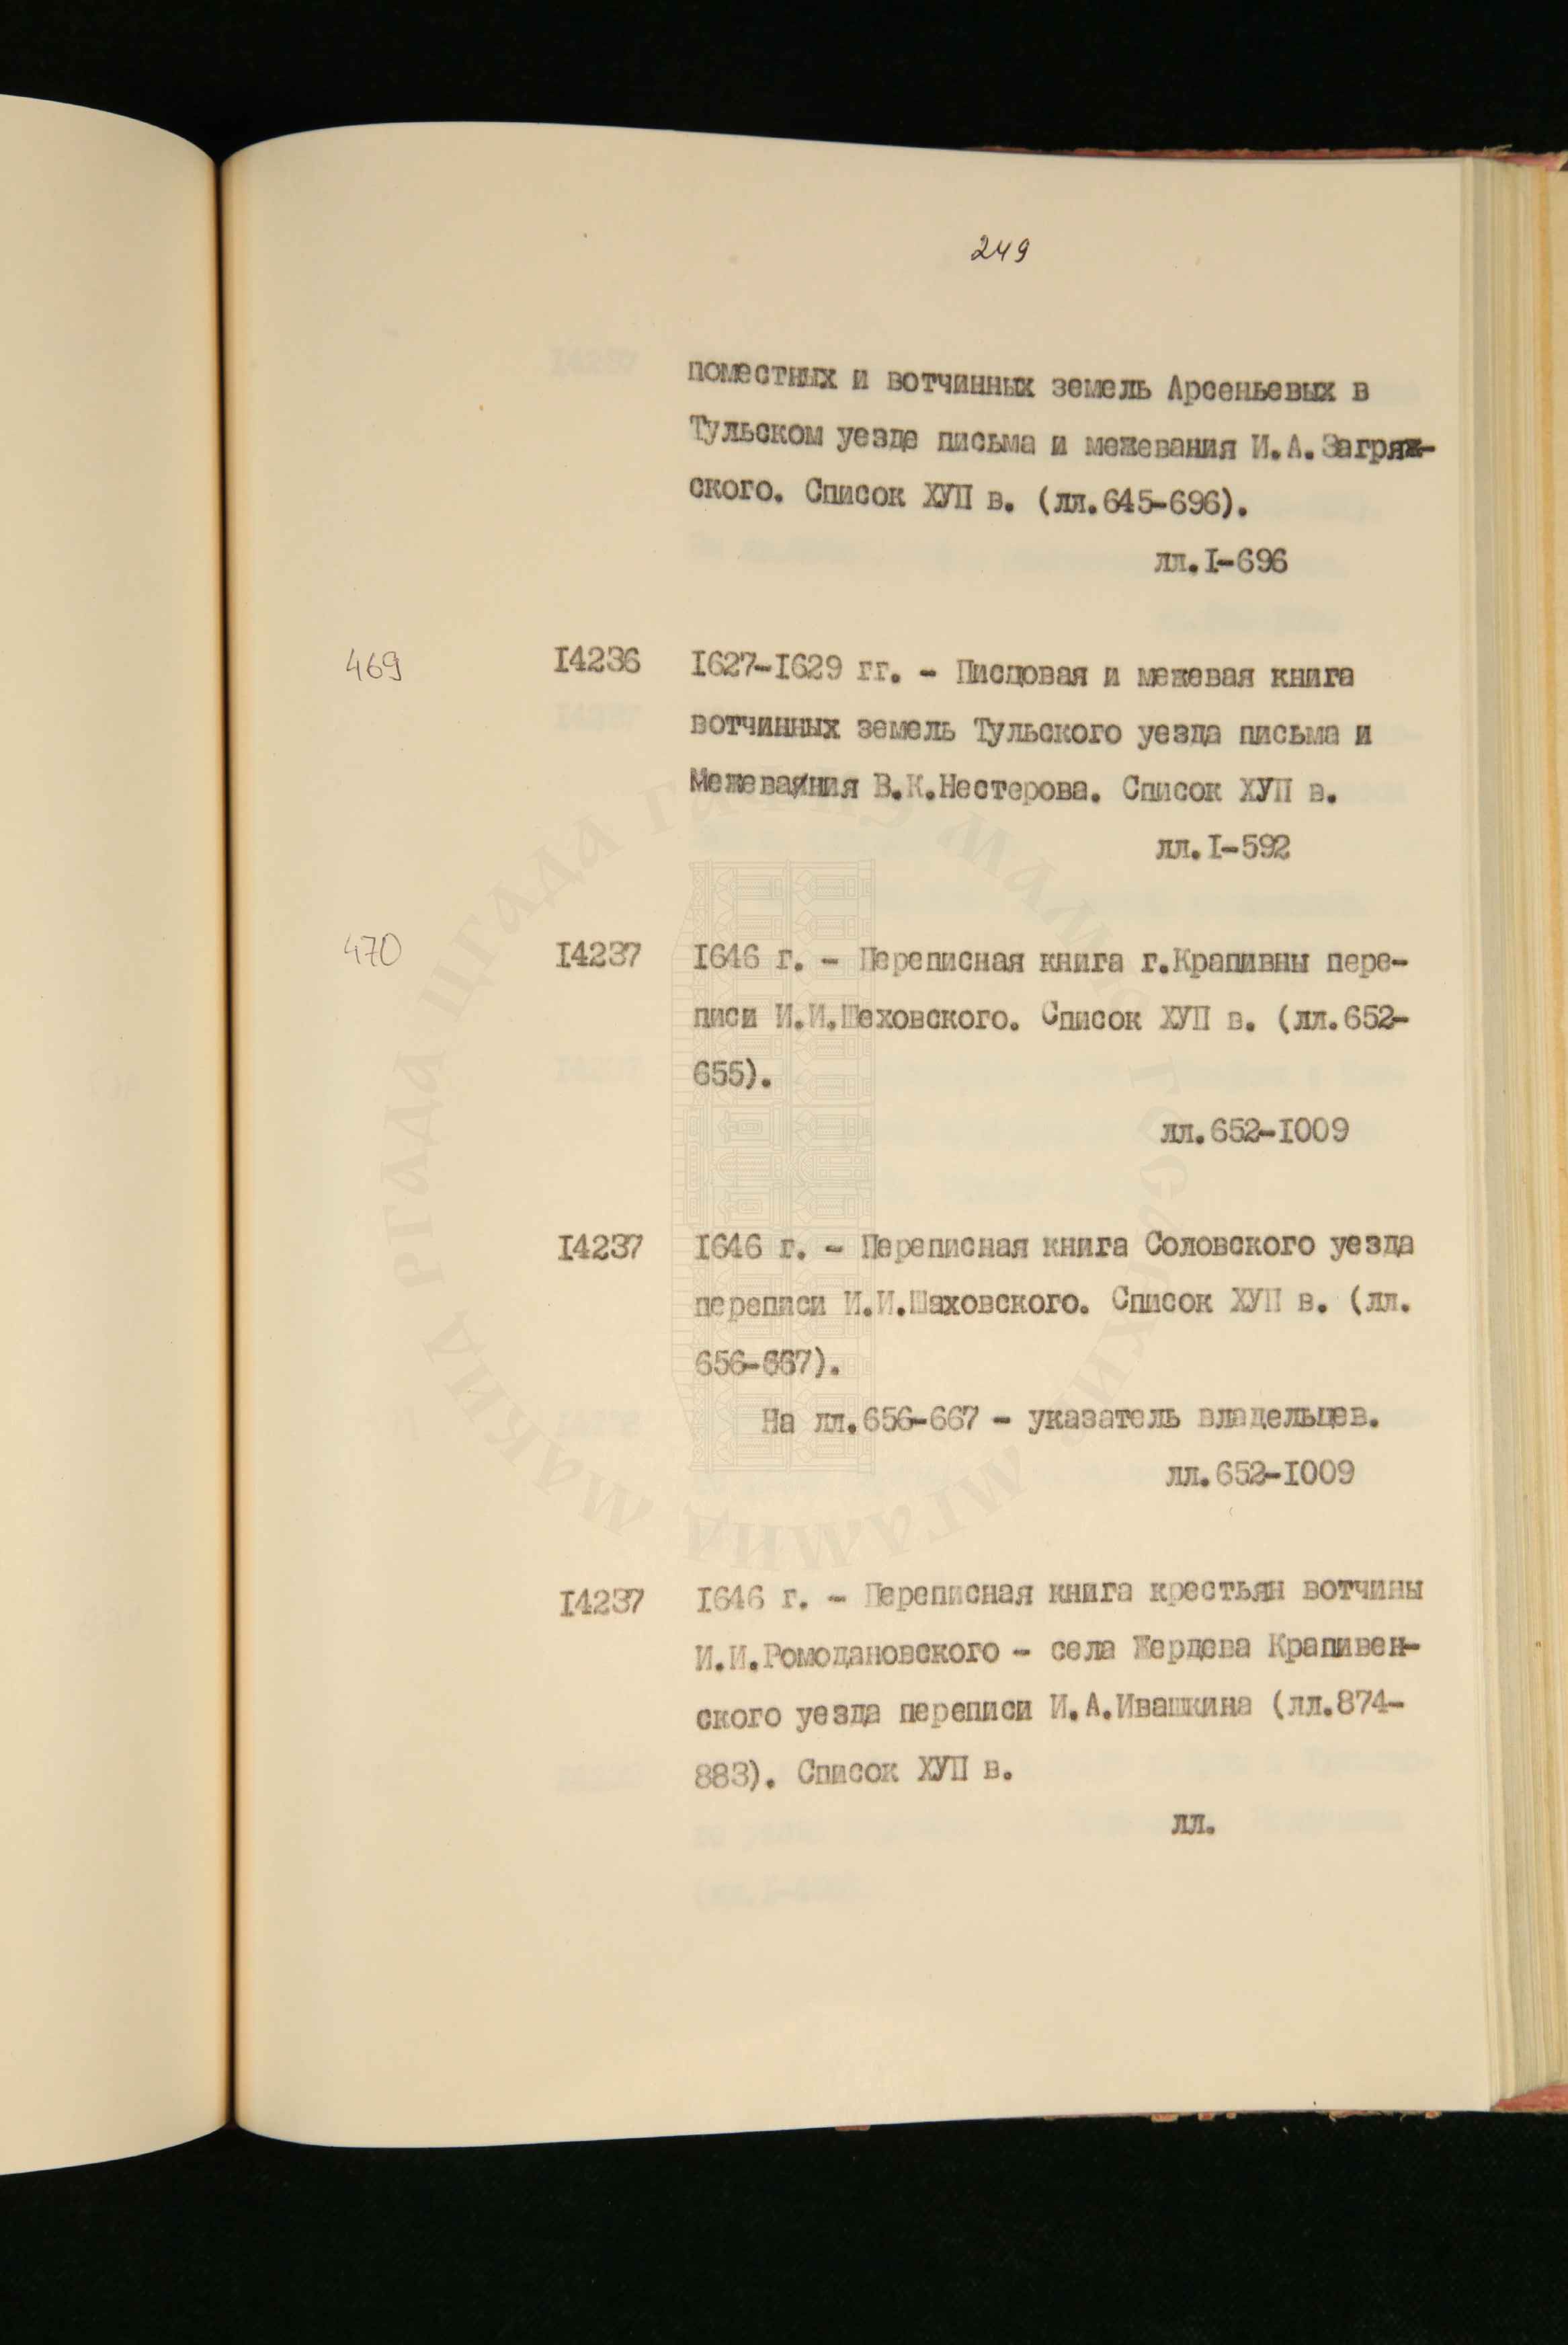 249
поместных и вотчинных земель Арсеньевых в
Тульском уезде письма и межевания И.А.Загряж-
ского. Список ХУП в. (лл.645-696).
лл.I-696
469 I4236 I627-I629 гг. - Писцовая и межевая книга
вотчинных земель Тульского уезда письма и
Межевания В.К.Нестерова. Список ХУП в.
лл.I-592
470 I4237 I646 г. - Переписная книга г.Крапивны пере-
писи И.И.Шеховского. Список ХУП в. (лл.652-
655).
лл.652-I009
I4237 I646 г. - Переписная книга Соловского уезда
переписи И.И.Шаховского. Список ХУП в. (лл.
656-667).
На лл.656-667 - указатель владельцев.
лл.652-I009
I4237 I646 г. - Переписная книга крестьян вотчины
И.И.Ромодановского - села Жердева Крапивен-
ского уезда переписи И.А.Ивашкина (лл.874-
883). Список ХУП в.
лл.